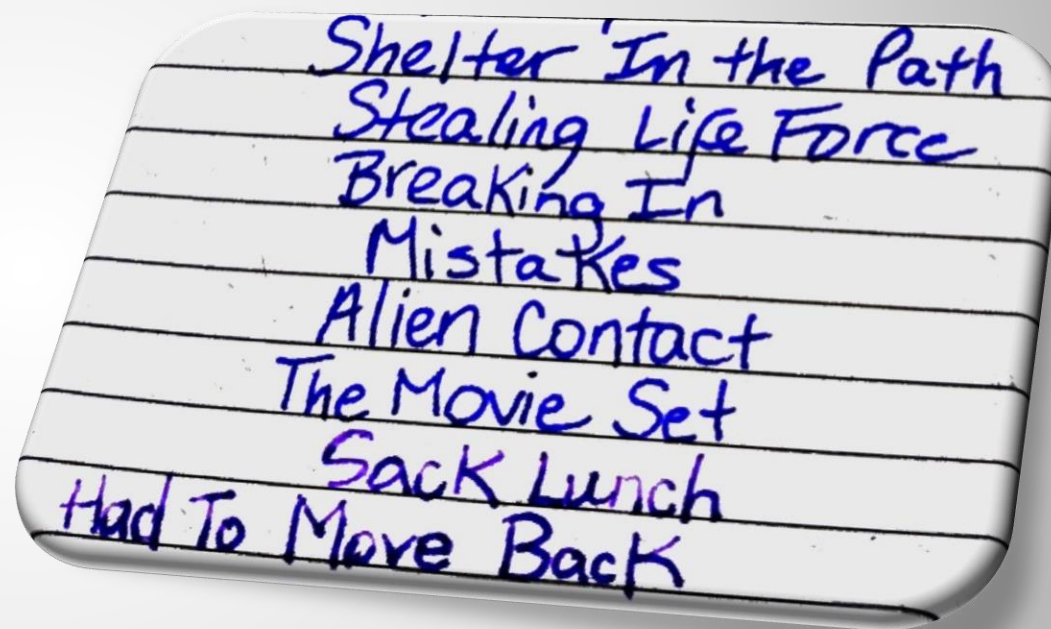 Shelter In the Path
Stealing Life Force
Breaking In
Mistakes
Alien Contact
The Movie Set
Sack Lunch
Had To Move Back